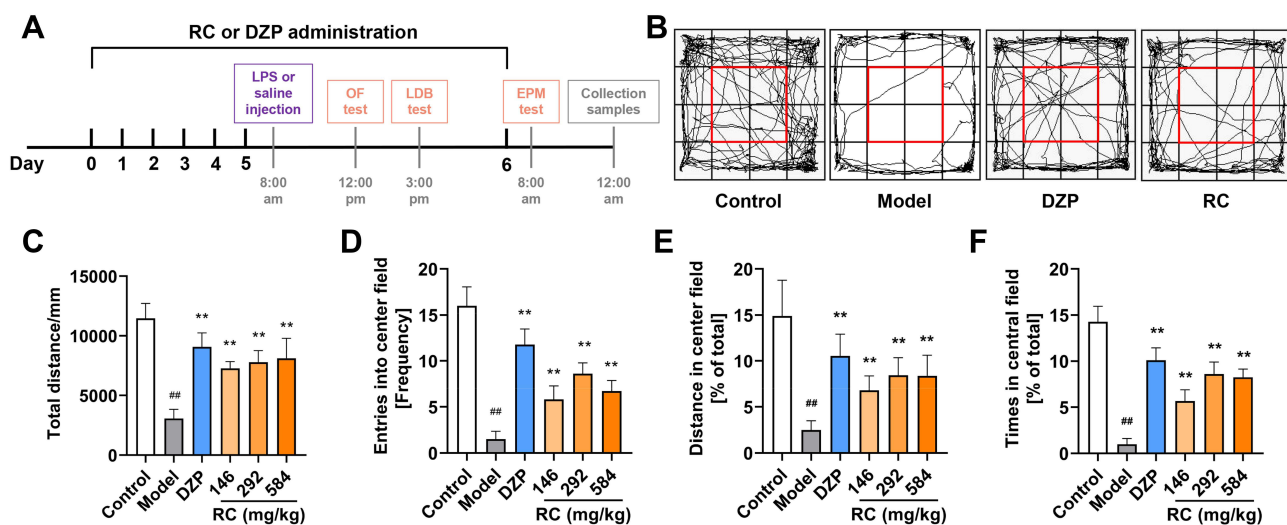 A
RC or DZP administration
LPS or
saline
injection
OF
test
LDB
test
EPM
test
Collection
samples
Day
0 1 2 3 4 5 6
8:00
am
12:00
pm
3:00
pm
8:00
am
12:00
am
B
Control Model DZP RC
C
Total distance/mm
15000
10000
5000
0
##
**
** ** **
Control Model DZP 146 292 584
RC (mg/kg)
D
Entries into center field
[Frequency]
20
15
10
5
0
##
**
** ** **
Control Model DZP 146 292 584
RC (mg/kg)
E
Distance in center field
[% of total]
20
15
10
5
0
##
**
** ** **
Control Model DZP 146 292 584
RC (mg/kg)
F
Times in central field
[% of total]
20
15
10
5
0
##
**
** ** **
Control Model DZP 146 292 584
RC (mg/kg)